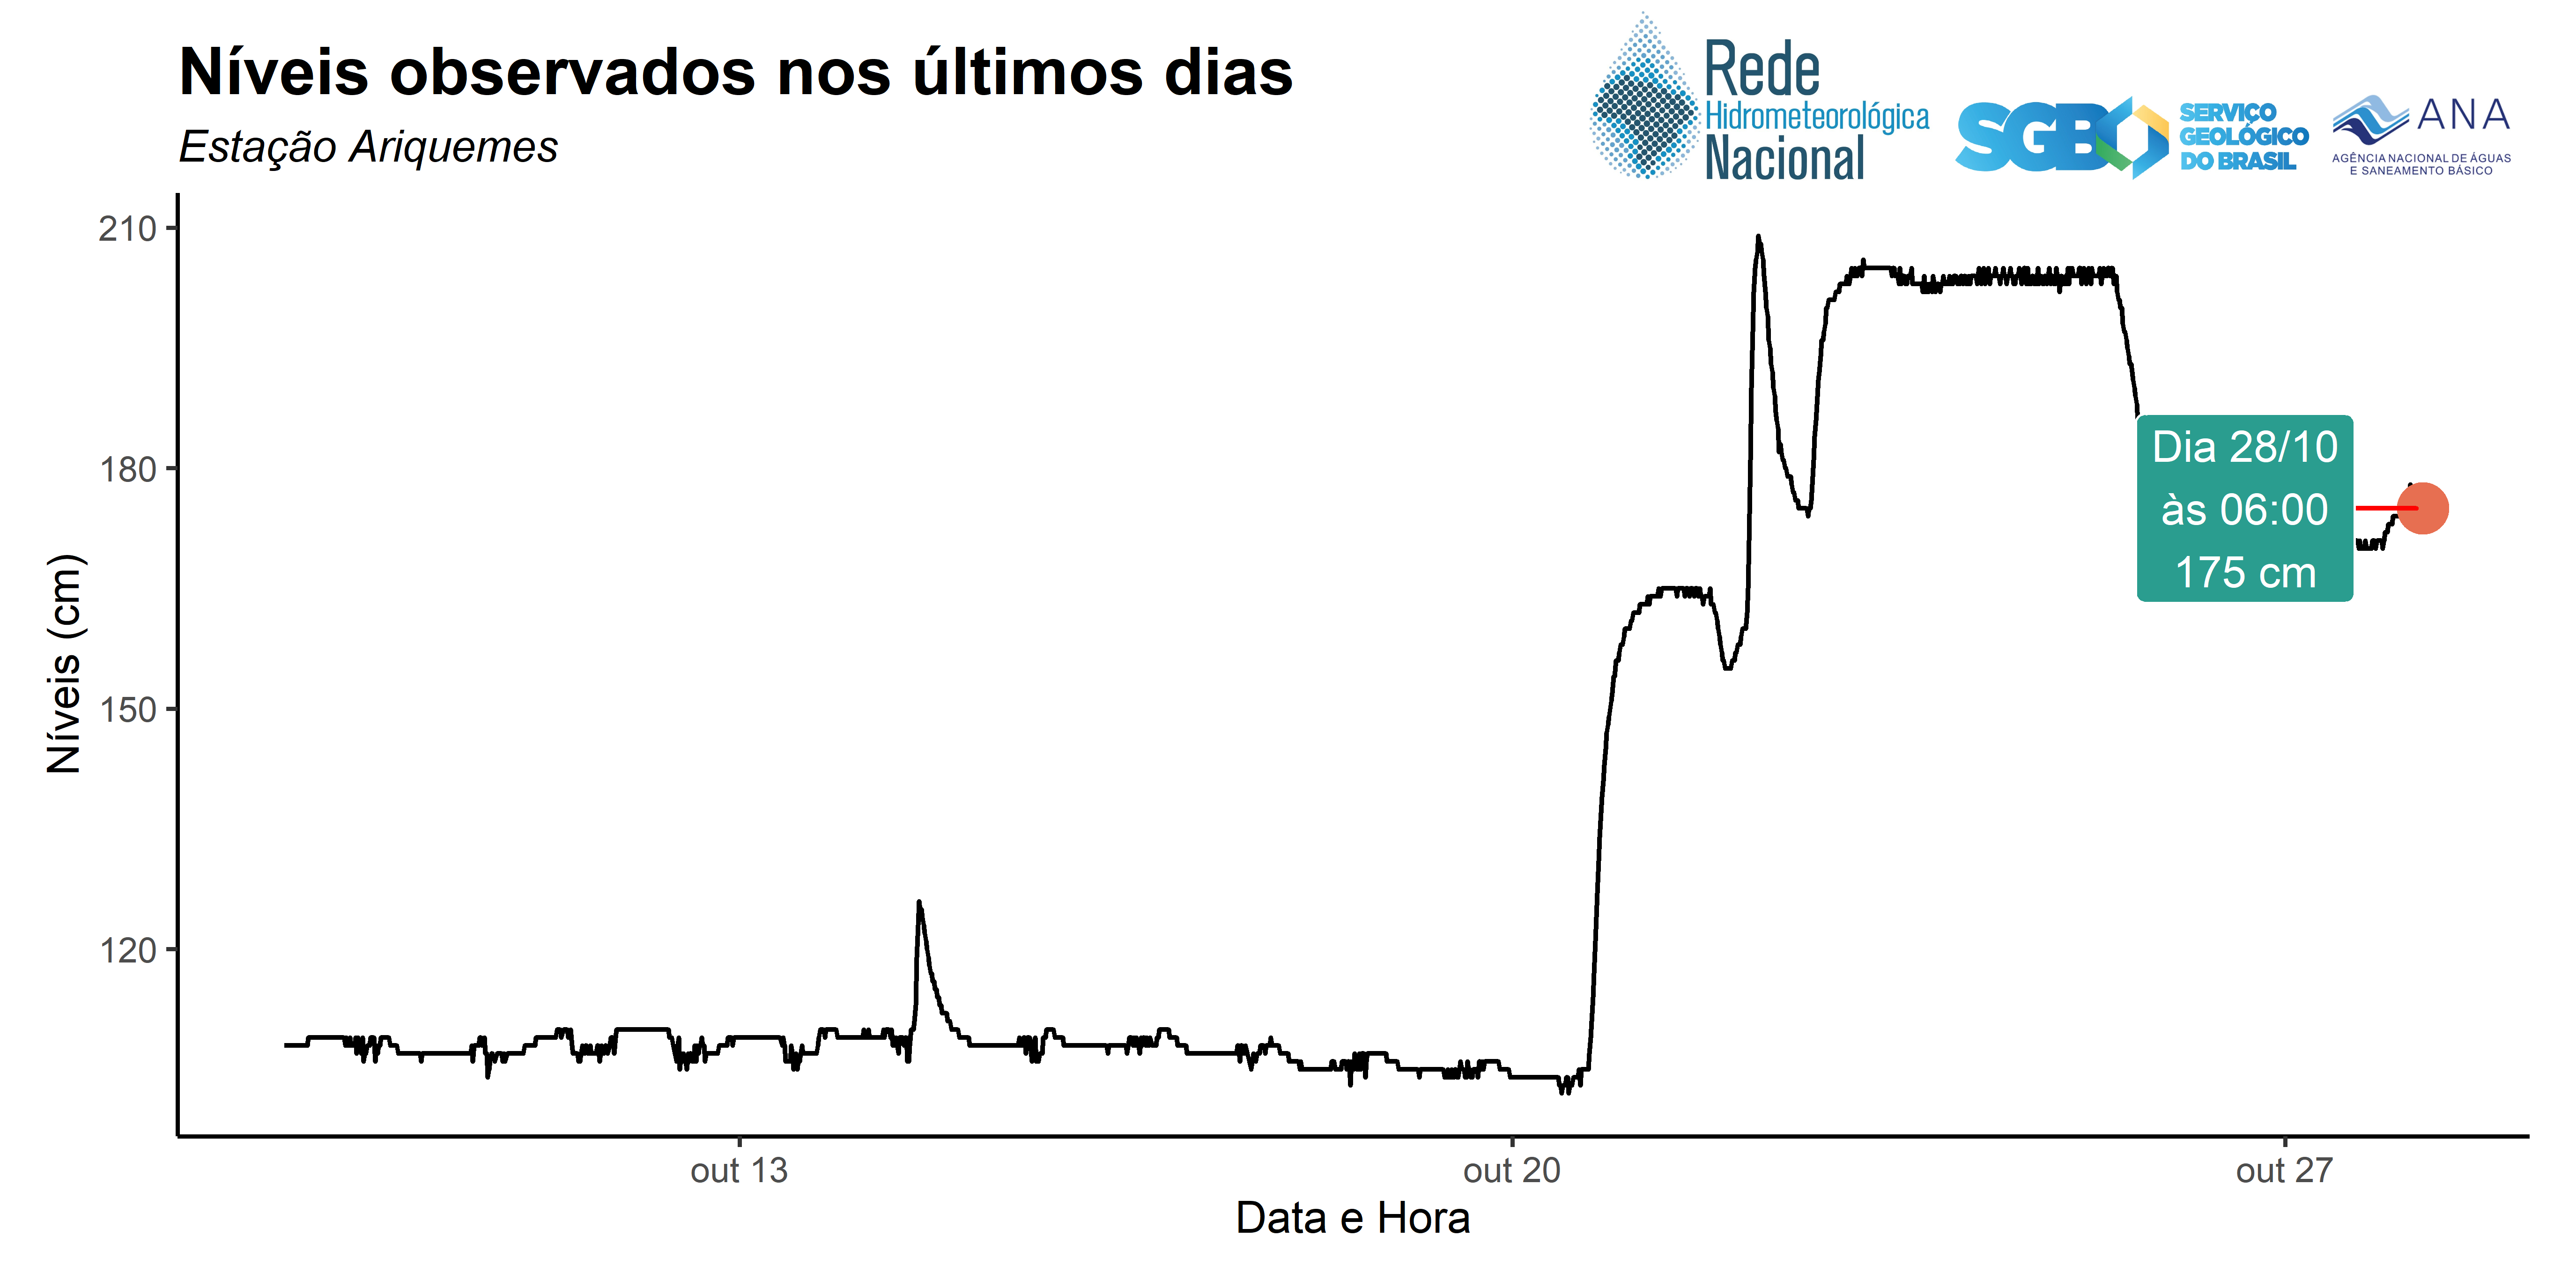 Níveis observados nos últimos dias
Estação Ariquemes
Rede
Hidrometeorológica
Nacional
SGB
SERVIÇO
GEOLÓGICO
DO BRASIL
ANA
AGÊNCIA NACIONAL DE ÁGUAS
E SANEAMENTO BÁSICO
Níveis (cm)
210
180
150
120
Dia 28/10
às 06:00
175 cm
out 13
out 20
out 27
Data e Hora